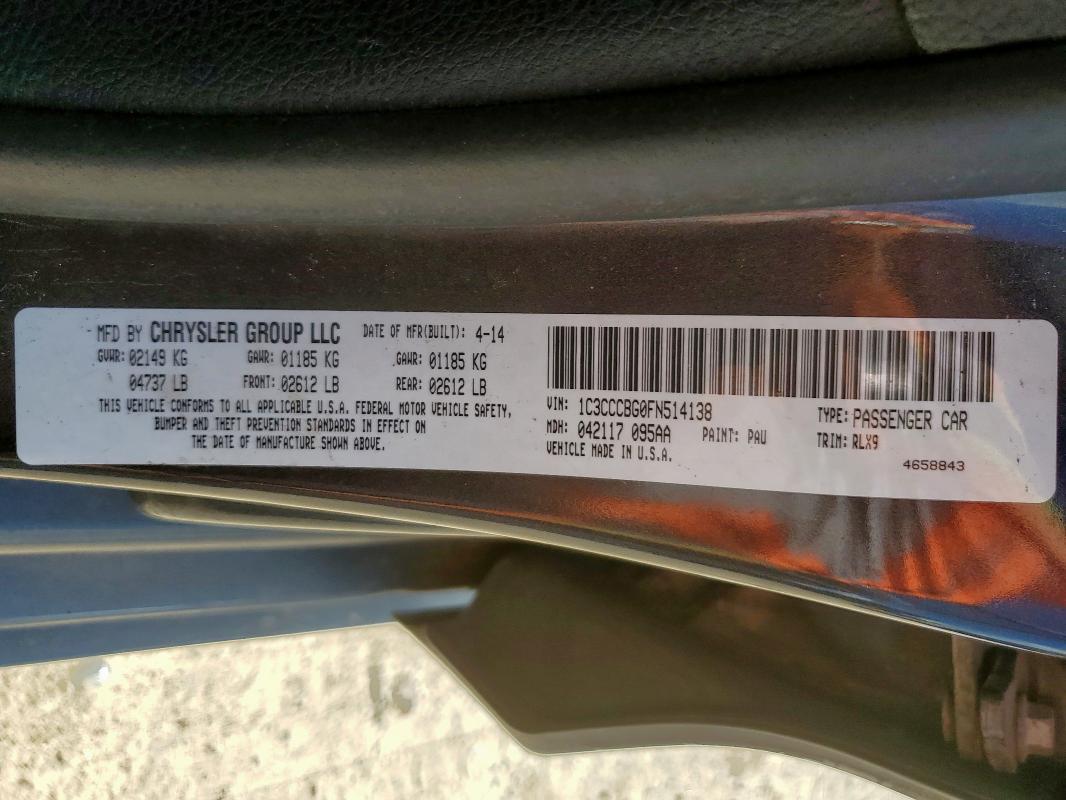 MFD BY CHRYSLER GROUP LLC DATE OF MFR(BUILT): 4-14
GVWR: 02149 KG GAWR: 01185 KG GAWR: 01185 KG
04737 LB FRONT: 02612 LB REAR: 02612 LB
THIS VEHICLE CONFORMS TO ALL APPLICABLE U.S.A. FEDERAL MOTOR VEHICLE SAFETY,
BUMPER AND THEFT PREVENTION STANDARDS IN EFFECT ON
THE DATE OF MANUFACTURE SHOWN ABOVE.
VIN: 1C3CCCBG0FN514138 TYPE: PASSENGER CAR
MDH: 042117 095AA PAINT: PAU TRIM: RLX9
VEHICLE MADE IN U.S.A. 4658843